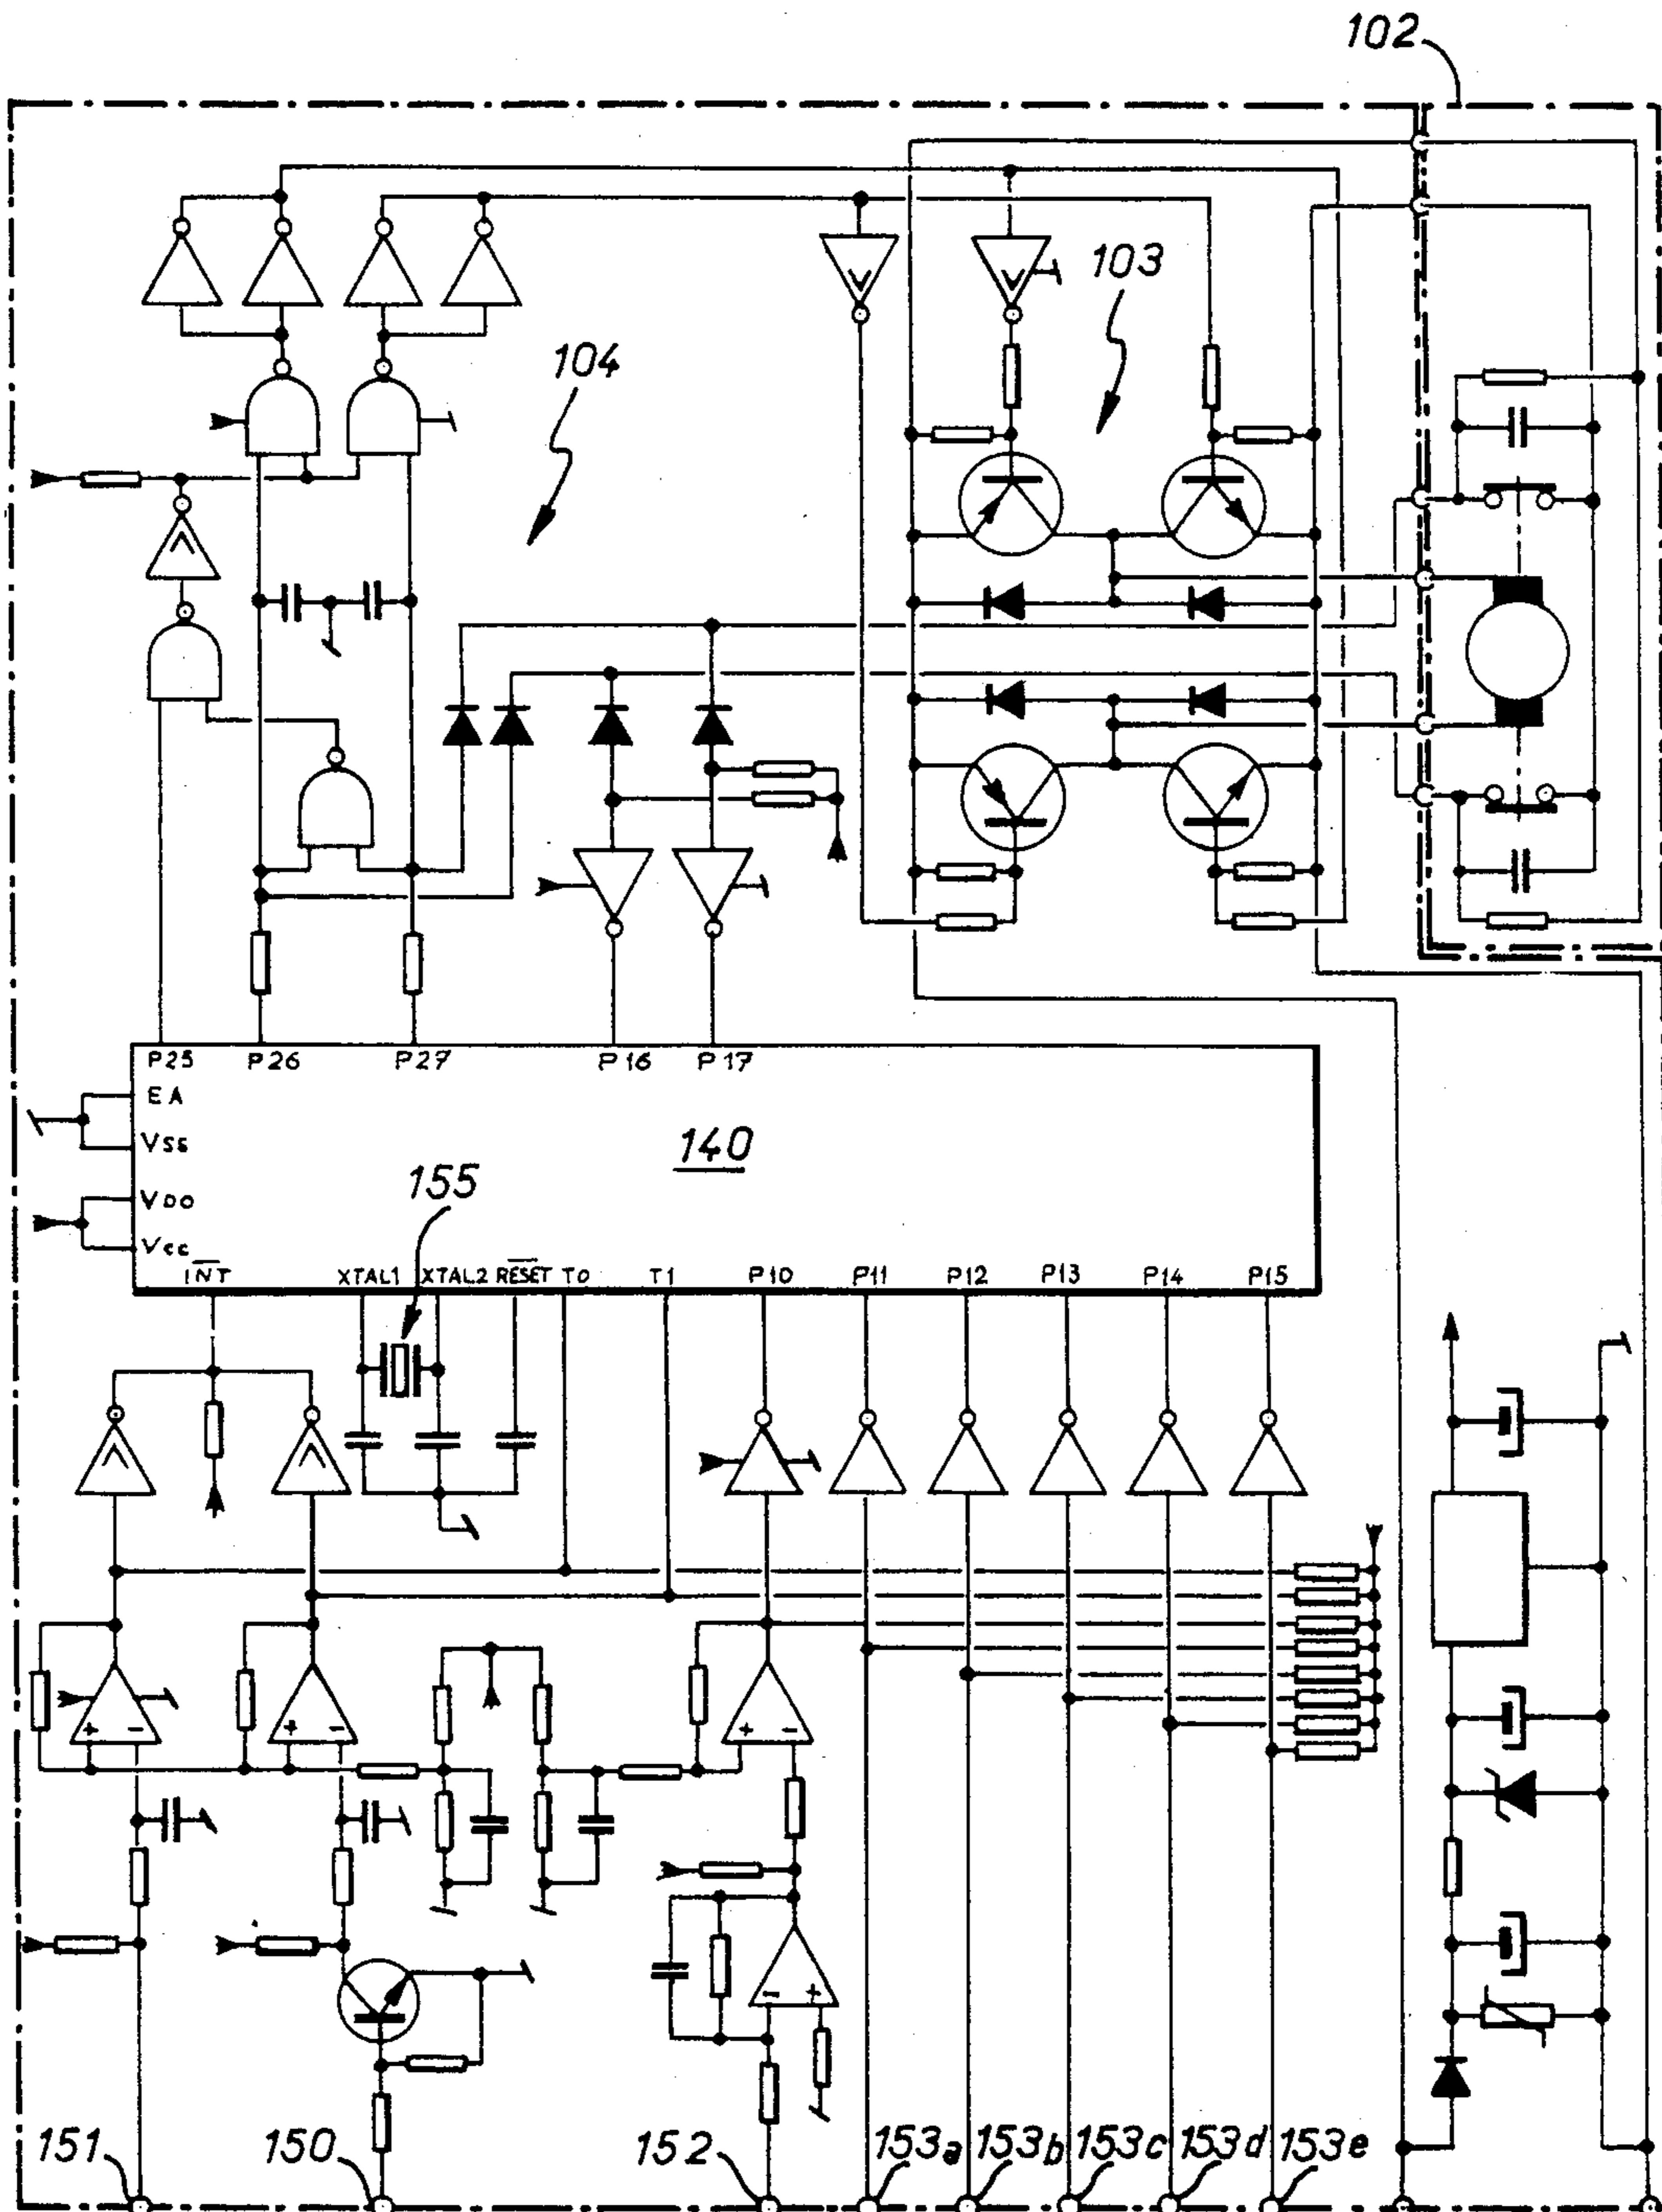 102
103
104
P25 P26 P27 P16 P17
EA
VSS
140
155
VDO
Vcc
INT XTAL1 XTAL2 RESET T0 T1 P10 P11 P12 P13 P14 P15
+ - + - + -
- +
151 150 152 153a 153b 153c 153d 153e